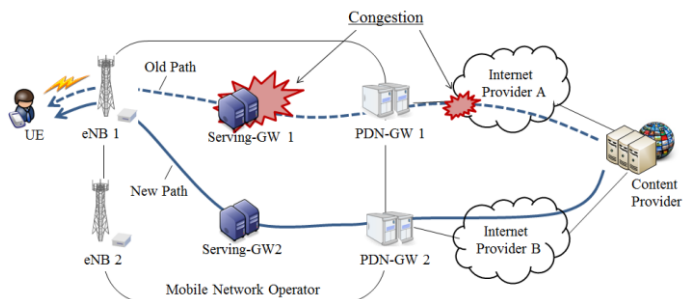 Congestion
Old Path
Internet
Provider A
UE
eNB 1
Serving-GW 1
PDN-GW 1
Content
Provider
New Path
Internet
Provider B
eNB 2
Serving-GW2
PDN-GW 2
Mobile Network Operator